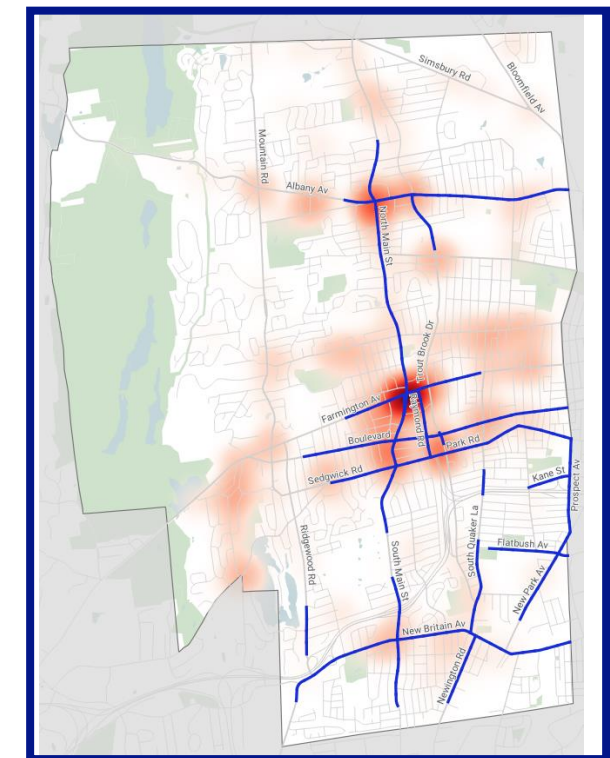 Simsbury Rd
Bloomfield Av
Mountain Rd
Albany Av
North Main St
Trout Brook Dr
Farmington Av
Raymond Rd
Boulevard
Park Rd
Sedgwick Rd
Kane St
Prospect Av
Ridgewood Rd
South Main St
South Quaker La
Flatbush Av
New Park Av
New Britain Av
Newington Rd